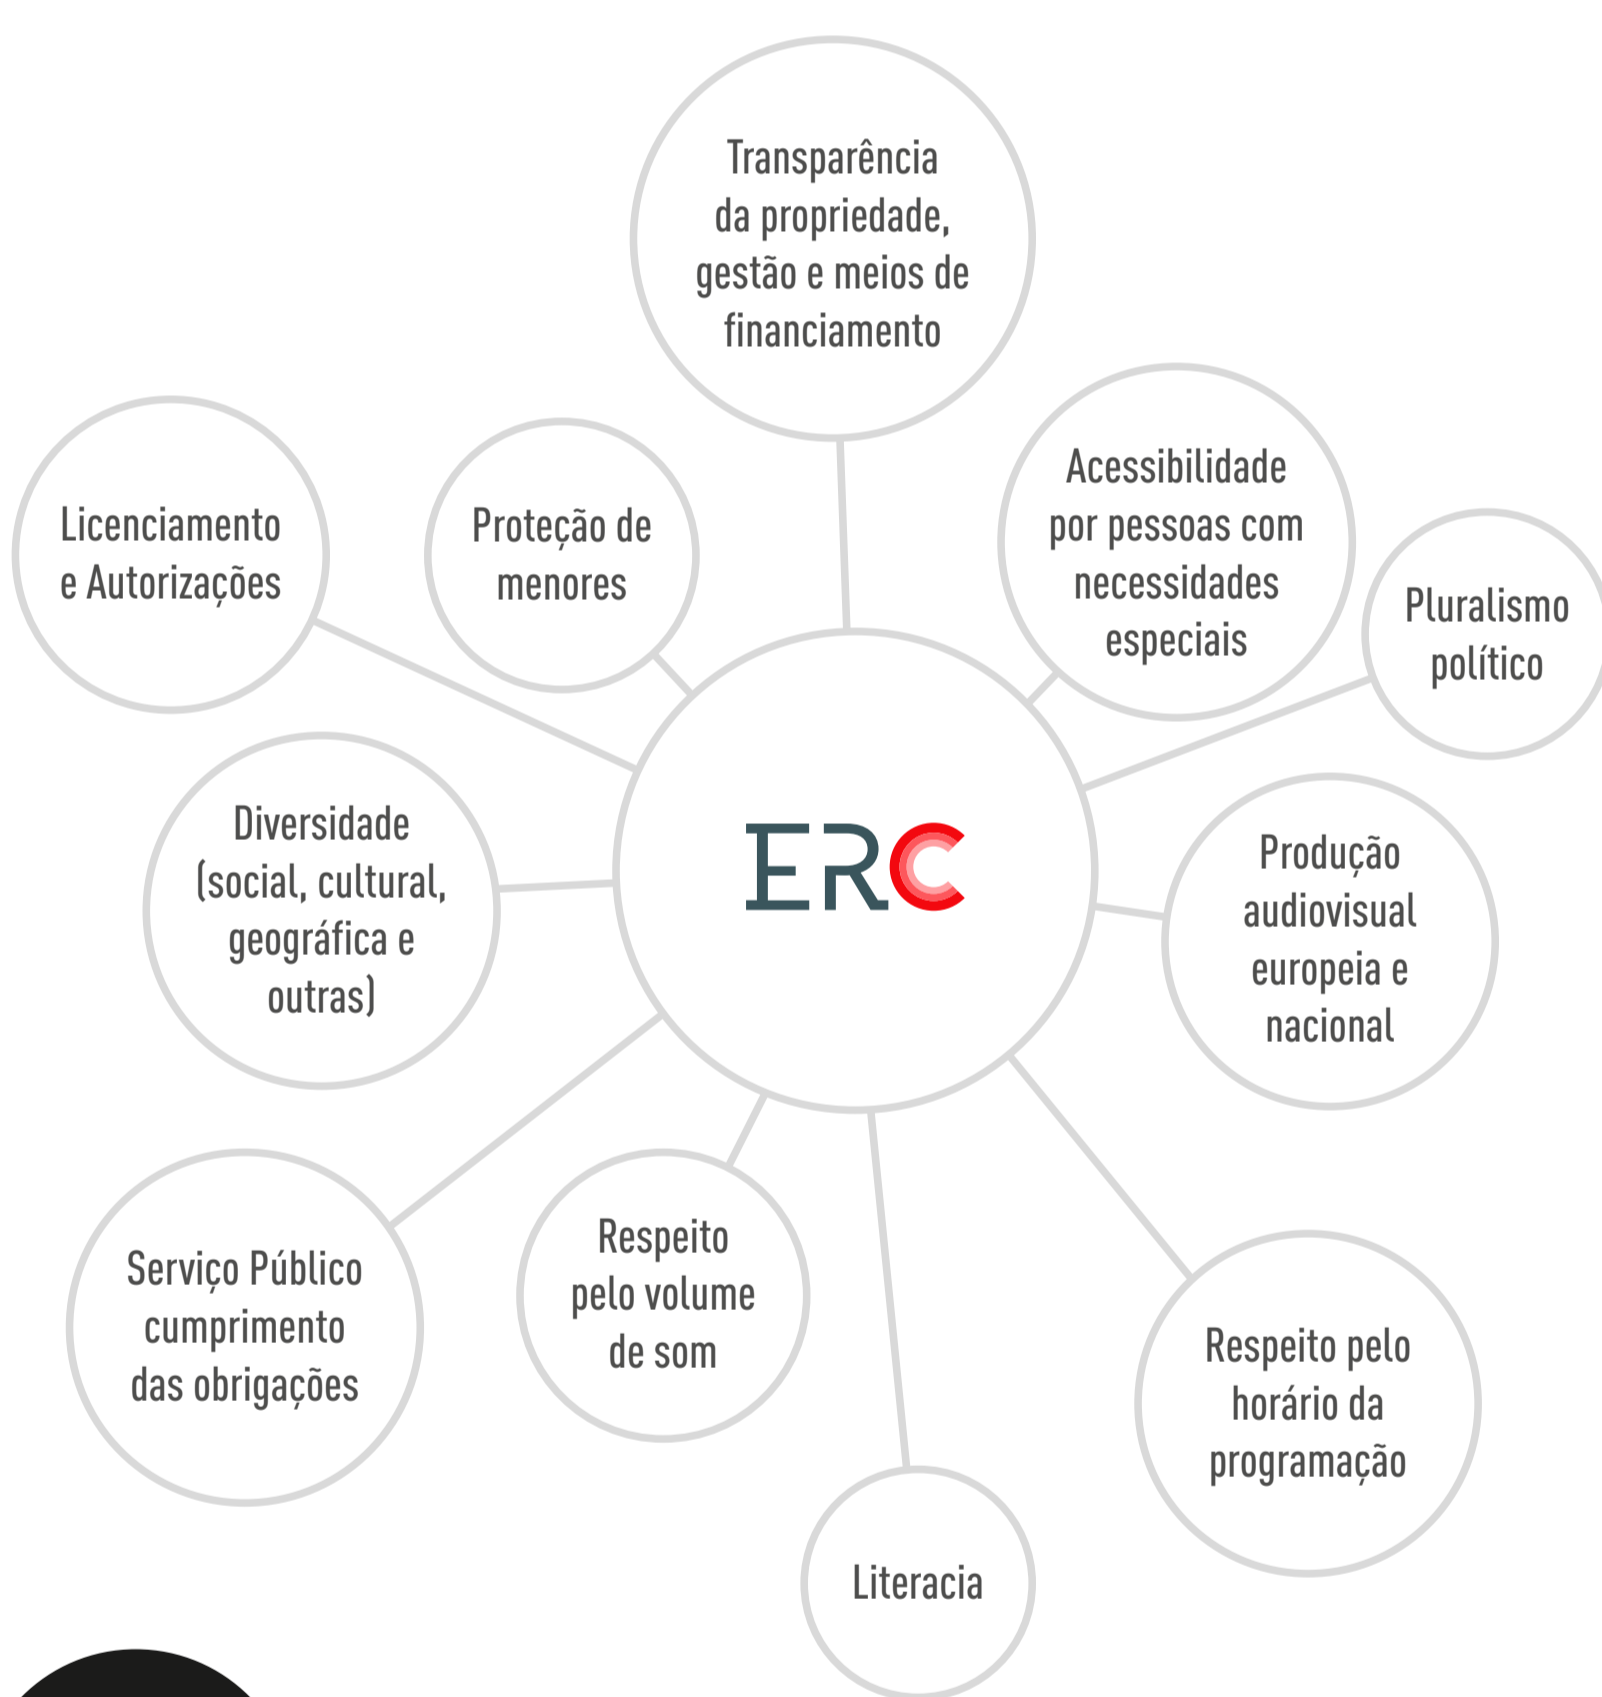 Transparência
da propriedade,
gestão e meios de
financiamento
Licenciamento
e Autorizações
Proteção de
menores
Acessibilidade
por pessoas com
necessidades
especiais
Pluralismo
político
Diversidade
(social, cultural,
geográfica e
outras)
ERC
Produção
audiovisual
europeia e
nacional
Serviço Público
cumprimento
das obrigações
Respeito
pelo volume
de som
Respeito pelo
horário da
programação
Literacia